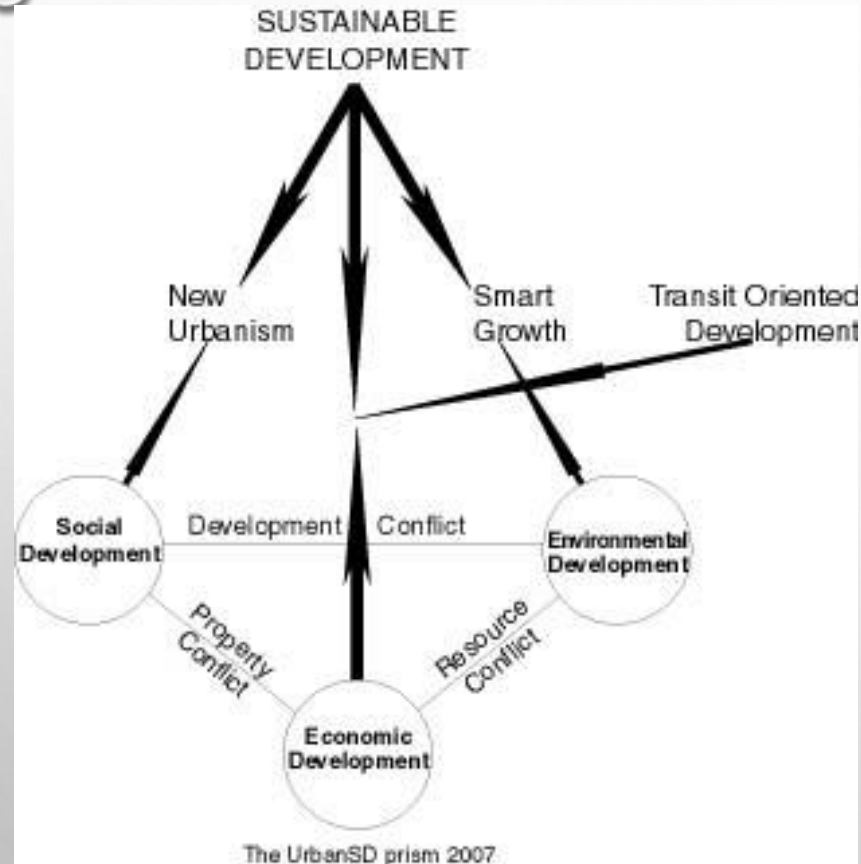 SUSTAINABLE
DEVELOPMENT
New
Urbanism
Smart
Growth
Transit Oriented
Development
Social
Development
Development Conflict
Environmental
Development
Property
Conflict
Resource
Conflict
Economic
Development
The UrbanSD prism 2007